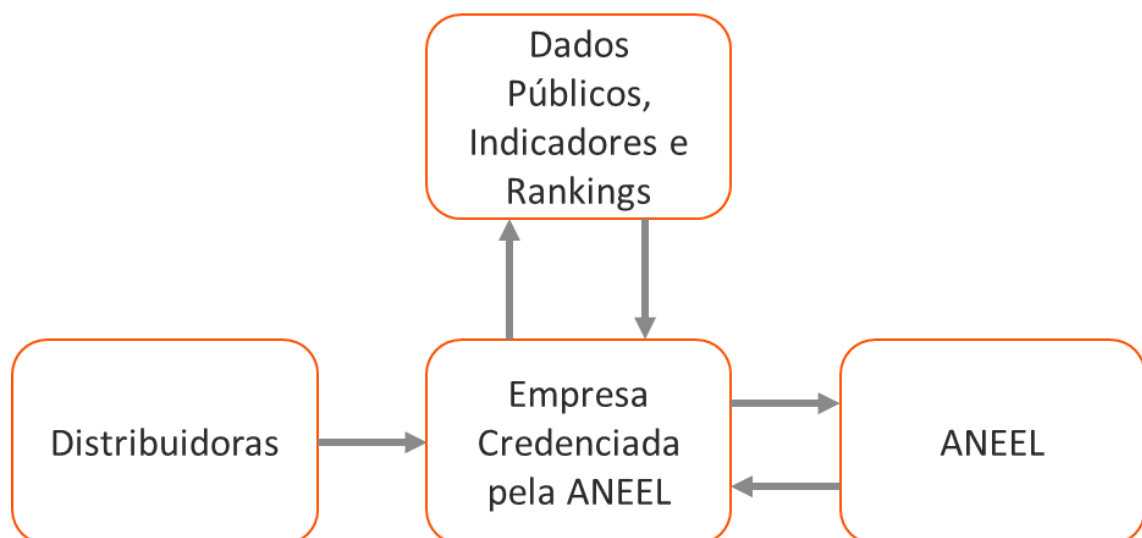 Dados
Públicos,
Indicadores e
Rankings
Distribuidoras
Empresa
Credenciada
pela ANEEL
ANEEL